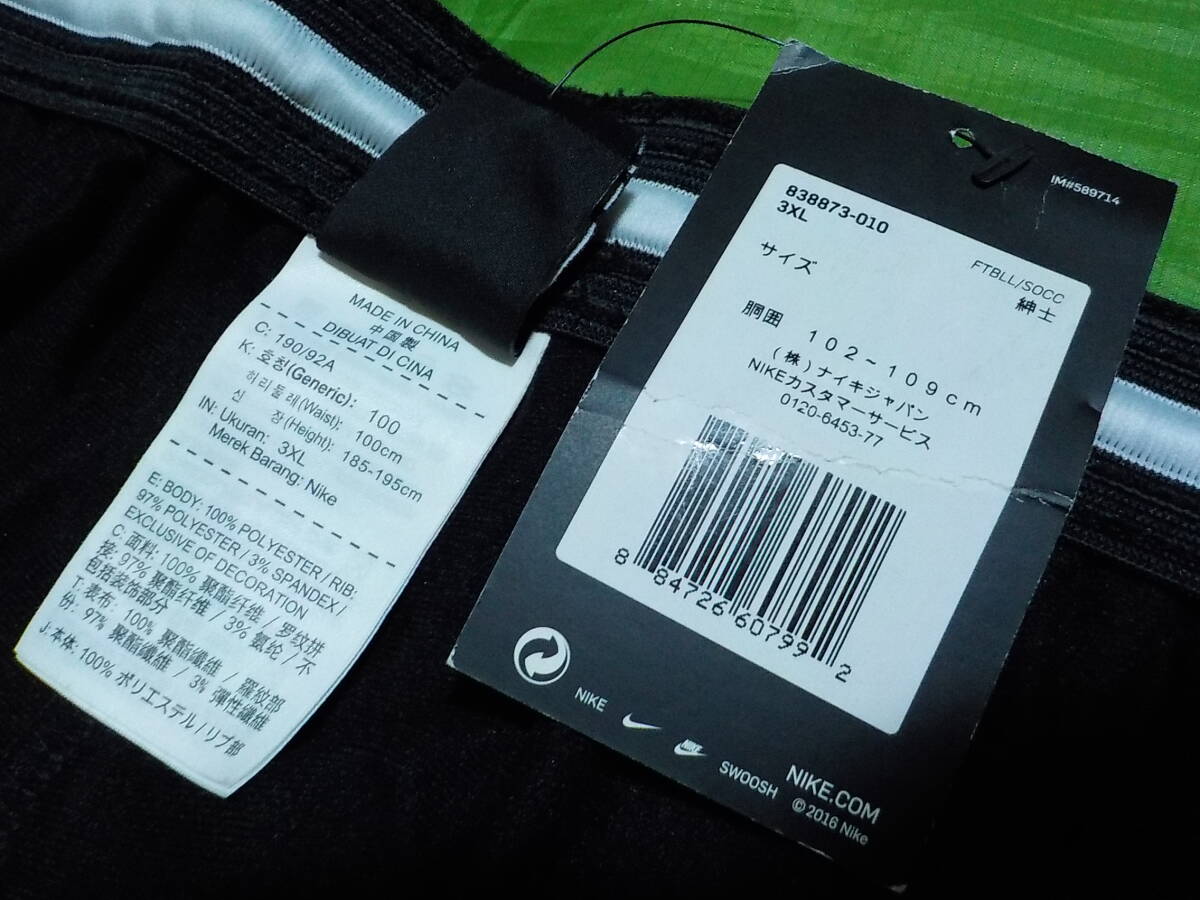 MADE IN CHINA
中国製
DIBUAT DI CINA
C: 190/92A
K: 호칭(Generic): 100
허리둘레(Waist): 100cm
신 장(Height): 185-195cm
IN: Ukuran: 3XL
Merek Barang: Nike
E: BODY: 100% POLYESTER / RIB:
97% POLYESTER / 3% SPANDEX /
EXCLUSIVE OF DECORATION
C: 面料: 100% 聚酯纤维 / 罗纹拼
接: 97% 聚酯纤维 / 3% 氨纶 / 不
包括装饰部分
T: 表布: 100% 聚酯纖維 / 羅紋部
份: 97% 聚酯纖維 / 3% 彈性纖維
J: 本体: 100% ポリエステル / リブ部
IM#589714
838873-010
3XL
FTBLL/SOCC
サイズ
紳士
胴囲 102~109cm
(株)ナイキジャパン
NIKEカスタマーサービス
0120-6453-77
8 84726 60799 2
NIKE
NIKE
SWOOSH
NIKE.COM
© 2016 Nike